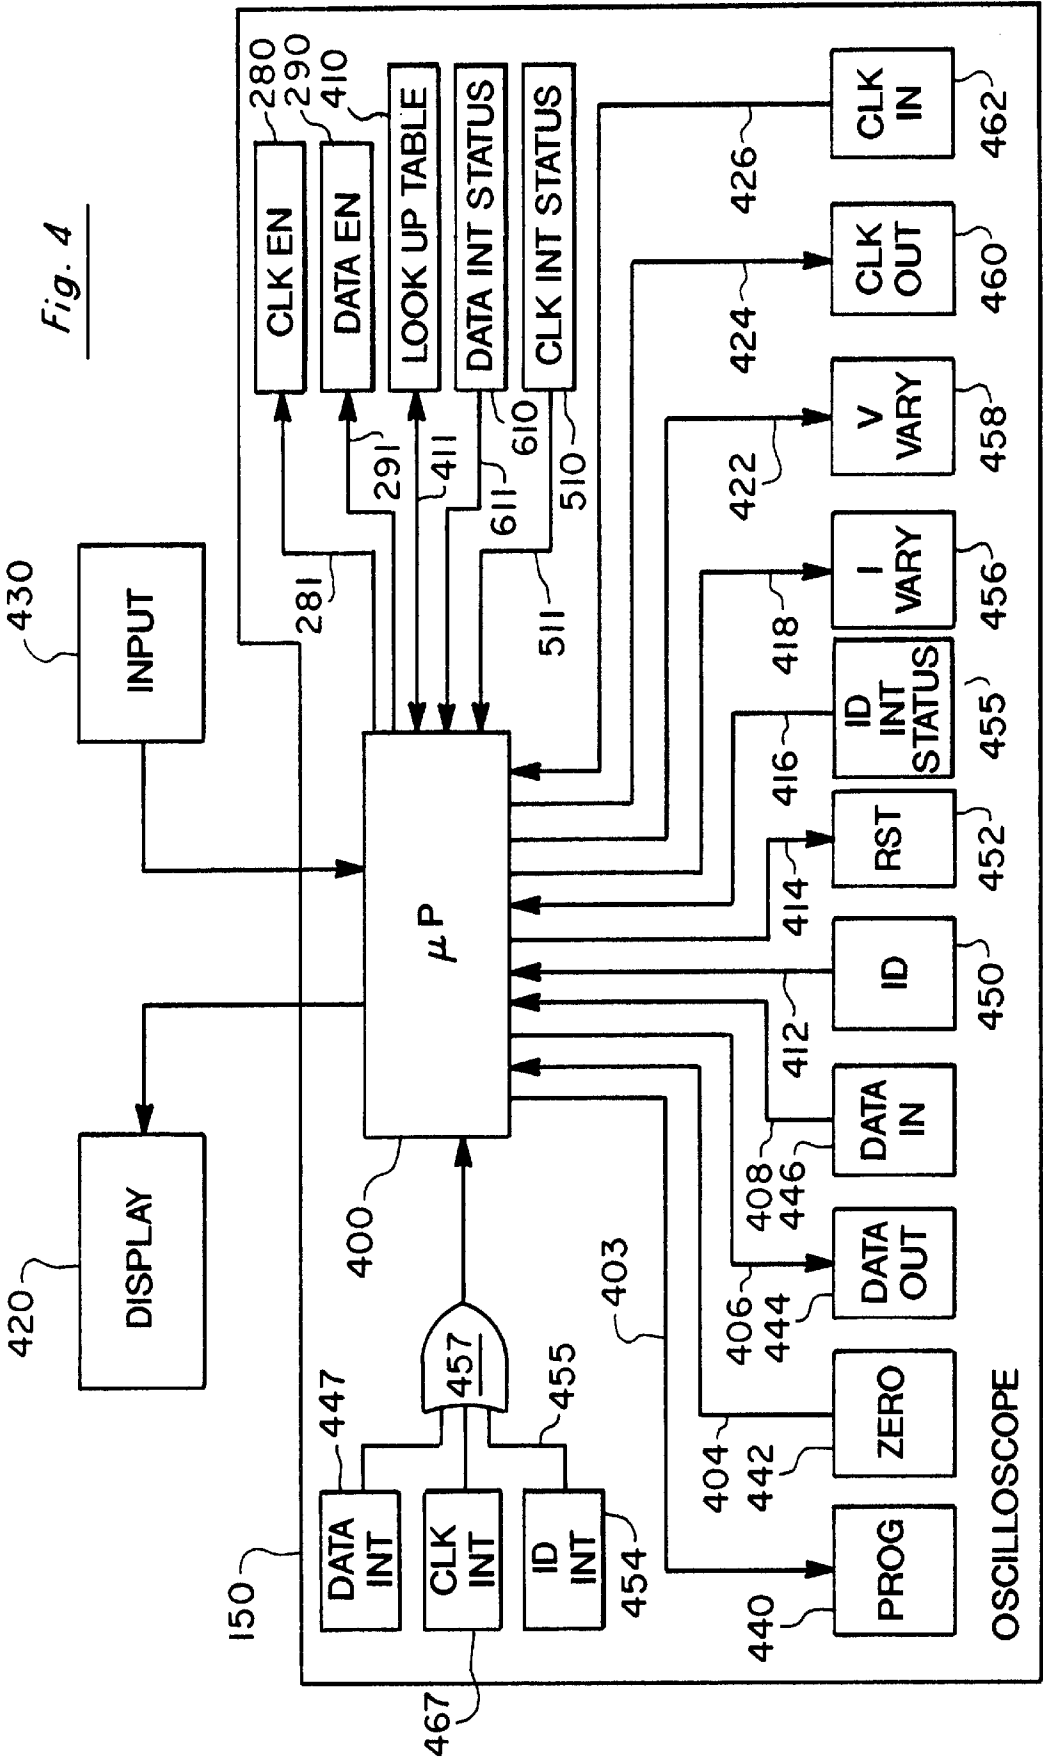 Fig. 4
420
DISPLAY
430
INPUT
150
447
DATA
INT
CLK
INT
467
ID
INT
454
455
457
400
μP
280
CLK EN
290
DATA EN
410
LOOK UP TABLE
DATA INT STATUS
CLK INT STATUS
281
291
411
611
610
511
510
403
404
406
408
412
414
416
418
422
424
426
440
PROG
442
ZERO
444
DATA
OUT
446
DATA
IN
ID
450
RST
452
ID
INT
STATUS
455
I
VARY
456
V
VARY
458
CLK
OUT
460
CLK
IN
462
OSCILLOSCOPE